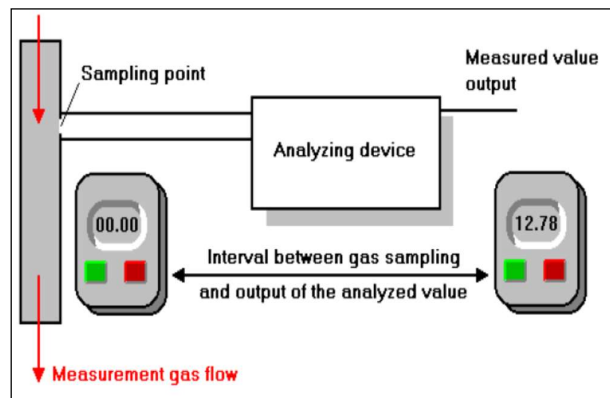 Sampling point
Measured value
output
Analyzing device
00.00
12.78
Interval between gas sampling
and output of the analyzed value
Measurement gas flow